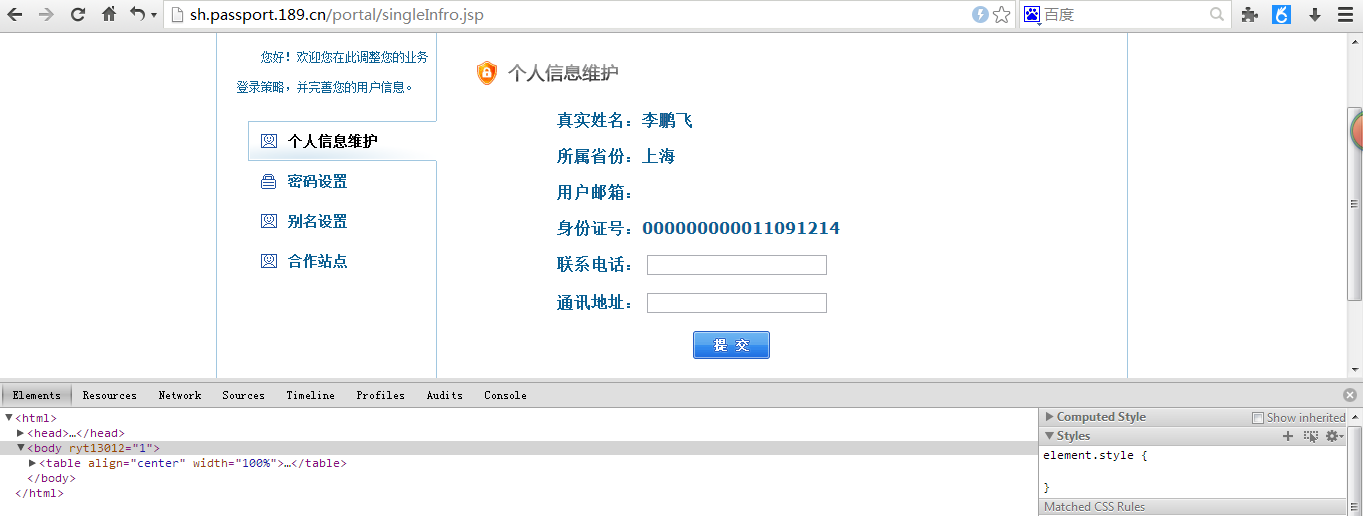 sh.passport.189.cn/portal/singleInfro.jsp
百度
您好！欢迎您在此调整您的业务
登录策略，并完善您的用户信息。
个人信息维护
密码设置
别名设置
合作站点
个人信息维护
真实姓名：李鹏飞
所属省份：上海
用户邮箱：
身份证号：000000000011091214
联系电话：
通讯地址：
提 交
Elements Resources Network Sources Timeline Profiles Audits Console
<html>
<head>…</head>
<body ryt13012="1">
<table align="center" width="100%">…</table>
</body>
</html>
Computed Style Show inherited
Styles
element.style {
}
Matched CSS Rules